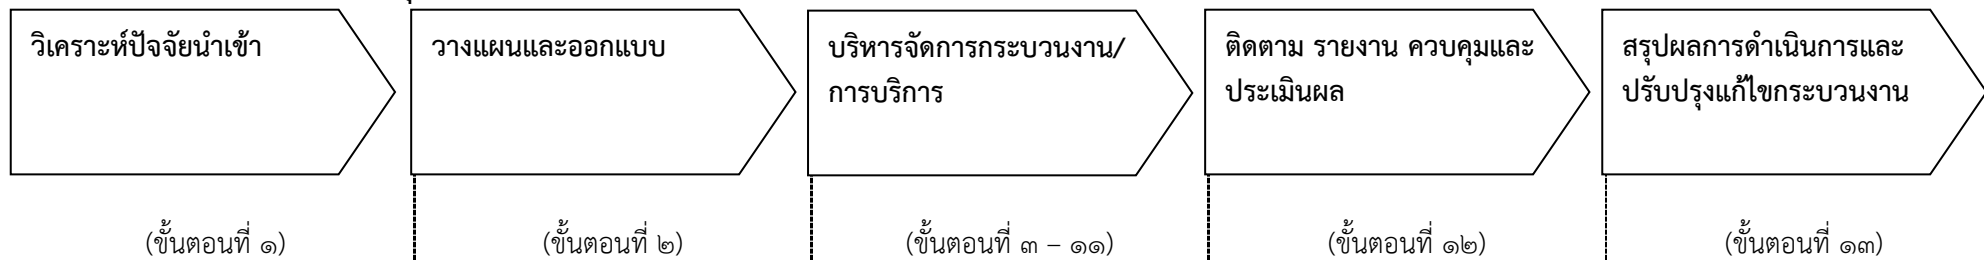 วิเคราะห์ปัจจัยนำเข้า
วางแผนและออกแบบ
บริหารจัดการกระบวนงาน/
การบริการ
ติดตาม รายงาน ควบคุมและ
ประเมินผล
สรุปผลการดำเนินการและ
ปรับปรุงแก้ไขกระบวนงาน
(ขั้นตอนที่ ๑)
(ขั้นตอนที่ ๒)
(ขั้นตอนที่ ๓ – ๑๑)
(ขั้นตอนที่ ๑๒)
(ขั้นตอนที่ ๑๓)